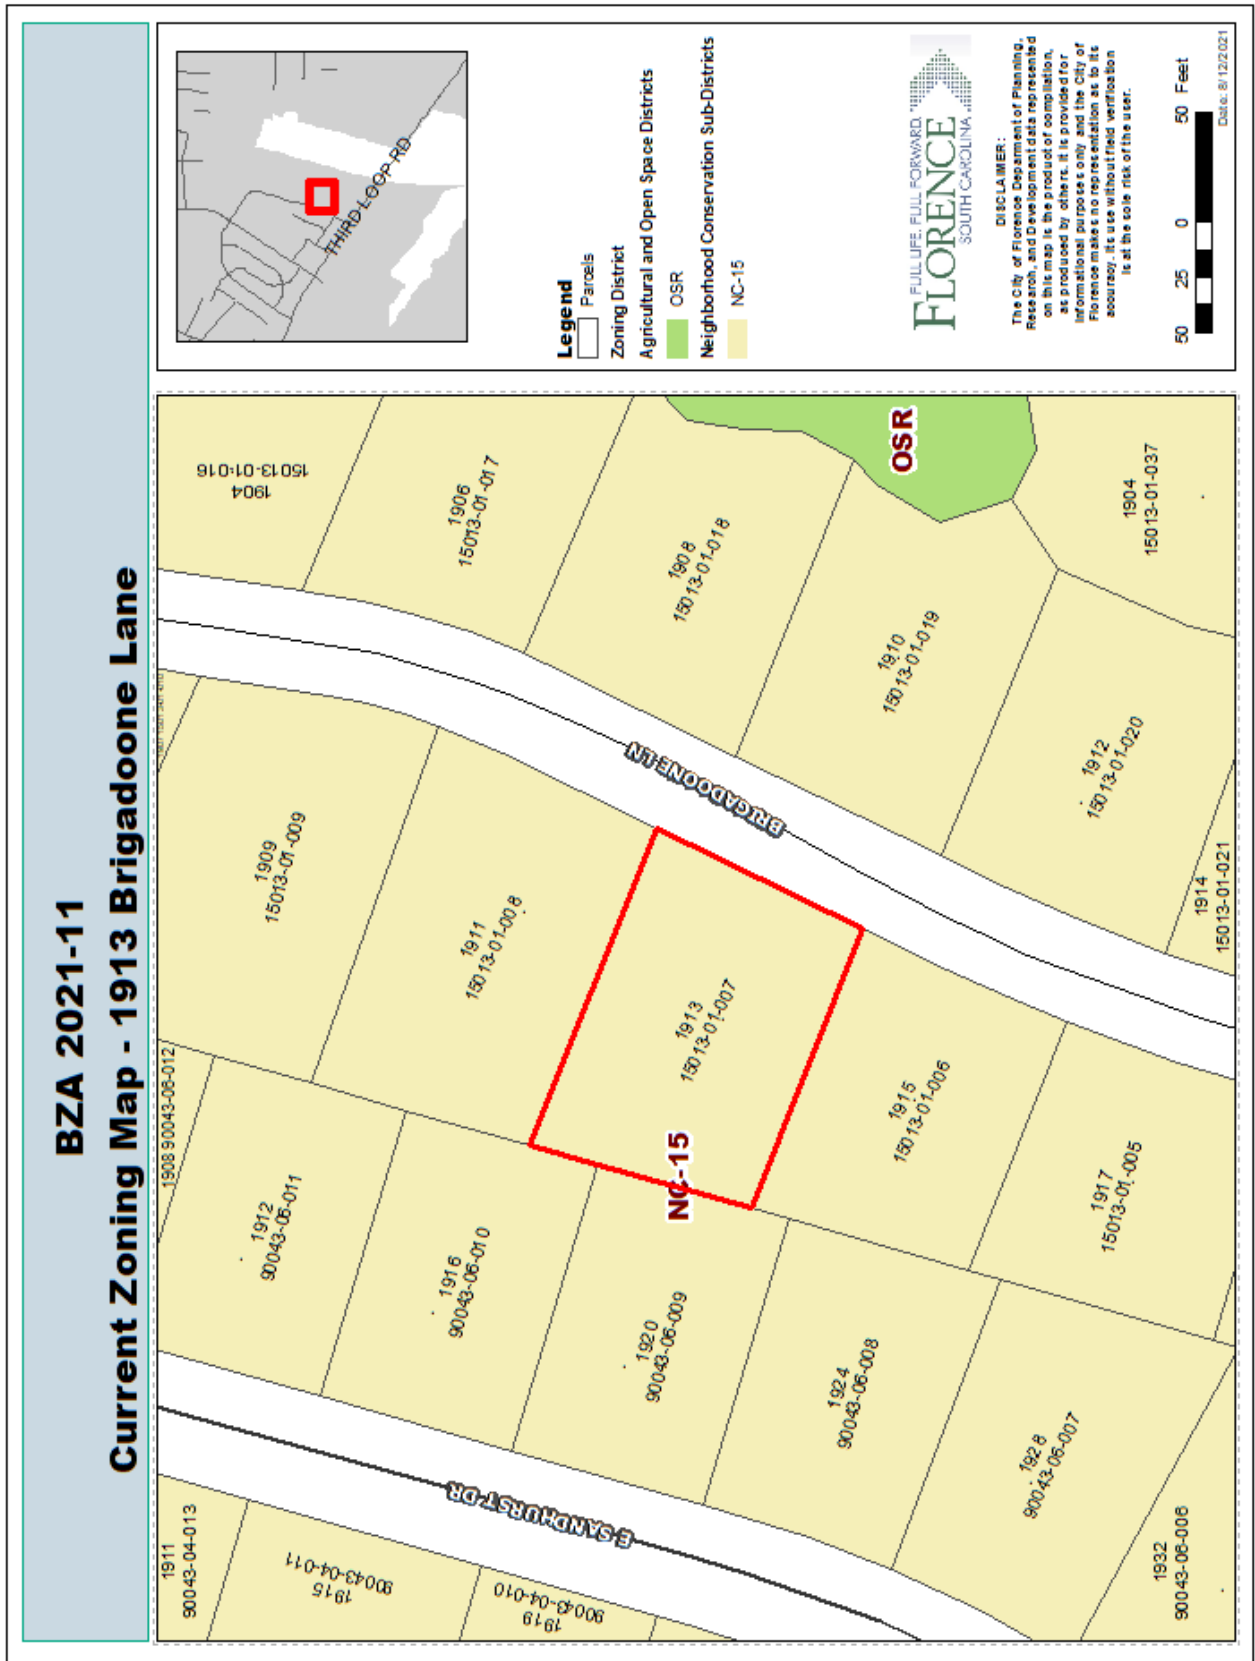 BZA 2021-11
Current Zoning Map - 1913 Brigadoone Lane
1911
90043-04-013
1915
90043-04-011
1919
90043-04-010
E SANDHURST DR
1908 90043-06-012
1912
90043-06-011
1916
90043-06-010
1920
90043-06-009
1924
90043-06-008
1928
90043-06-007
1932
90043-06-006
NC-15
1909
15013-01-009
1911
15013-01-008
1913
15013-01-007
1915
15013-01-006
1917
15013-01-005
BRIGADOONE LN
1904
15013-01-016
1906
15013-01-017
1908
15013-01-018
1910
15013-01-019
1912
15013-01-020
1914
15013-01-021
1904
15013-01-037
OSR
THIRD LOOP RD
Legend
Parcels
Zoning District
Agricultural and Open Space Districts
OSR
Neighborhood Conservation Sub-Districts
NC-15
FULL LIFE. FULL FORWARD.
FLORENCE
SOUTH CAROLINA
DISCLAIMER:
The City of Florence Deparment of Planning,
Research, and Development data represented
on this map is the product of compilation,
as produced by others. It is provided for
informational purposes only and the City of
Florence makes no representation as to its
accuracy. Its use without field verification
is at the sole risk of the user.
50 25 0 50 Feet
Date: 8/12/2021